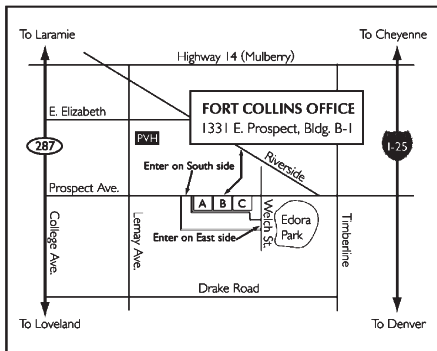 To Laramie
To Cheyenne
Highway 14 (Mulberry)
E. Elizabeth
FORT COLLINS OFFICE
1331 E. Prospect, Bldg. B-1
287
PVH
I-25
Riverside
Enter on South side
Prospect Ave.
A B C
College Ave.
Lemay Ave.
Welch St.
Edora
Park
Timberline
Enter on East side
Drake Road
To Loveland
To Denver